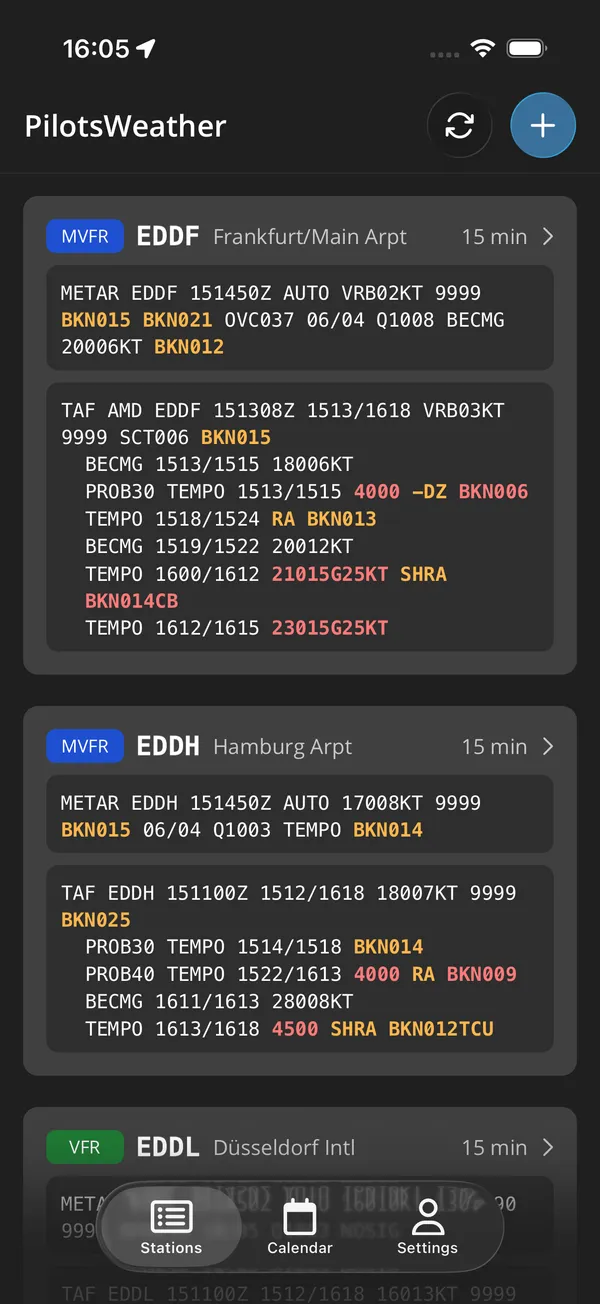 16:05
PilotsWeather
MVFR EDDF Frankfurt/Main Arpt 15 min
METAR EDDF 151450Z AUTO VRB02KT 9999
BKN015 BKN021 OVC037 06/04 Q1008 BECMG
20006KT BKN012
TAF AMD EDDF 151308Z 1513/1618 VRB03KT
9999 SCT006 BKN015
BECMG 1513/1515 18006KT
PROB30 TEMPO 1513/1515 4000 -DZ BKN006
TEMPO 1518/1524 RA BKN013
BECMG 1519/1522 20012KT
TEMPO 1600/1612 21015G25KT SHRA
BKN014CB
TEMPO 1612/1615 23015G25KT
MVFR EDDH Hamburg Arpt 15 min
METAR EDDH 151450Z AUTO 17008KT 9999
BKN015 06/04 Q1003 TEMPO BKN014
TAF EDDH 151100Z 1512/1618 18007KT 9999
BKN025
PROB30 TEMPO 1514/1518 BKN014
PROB40 TEMPO 1522/1613 4000 RA BKN009
BECMG 1611/1613 28008KT
TEMPO 1613/1618 4500 SHRA BKN012TCU
VFR EDDL Düsseldorf Intl 15 min
Stations Calendar Settings
TAF EDDL 151100Z 1512/1618 16013KT 9999